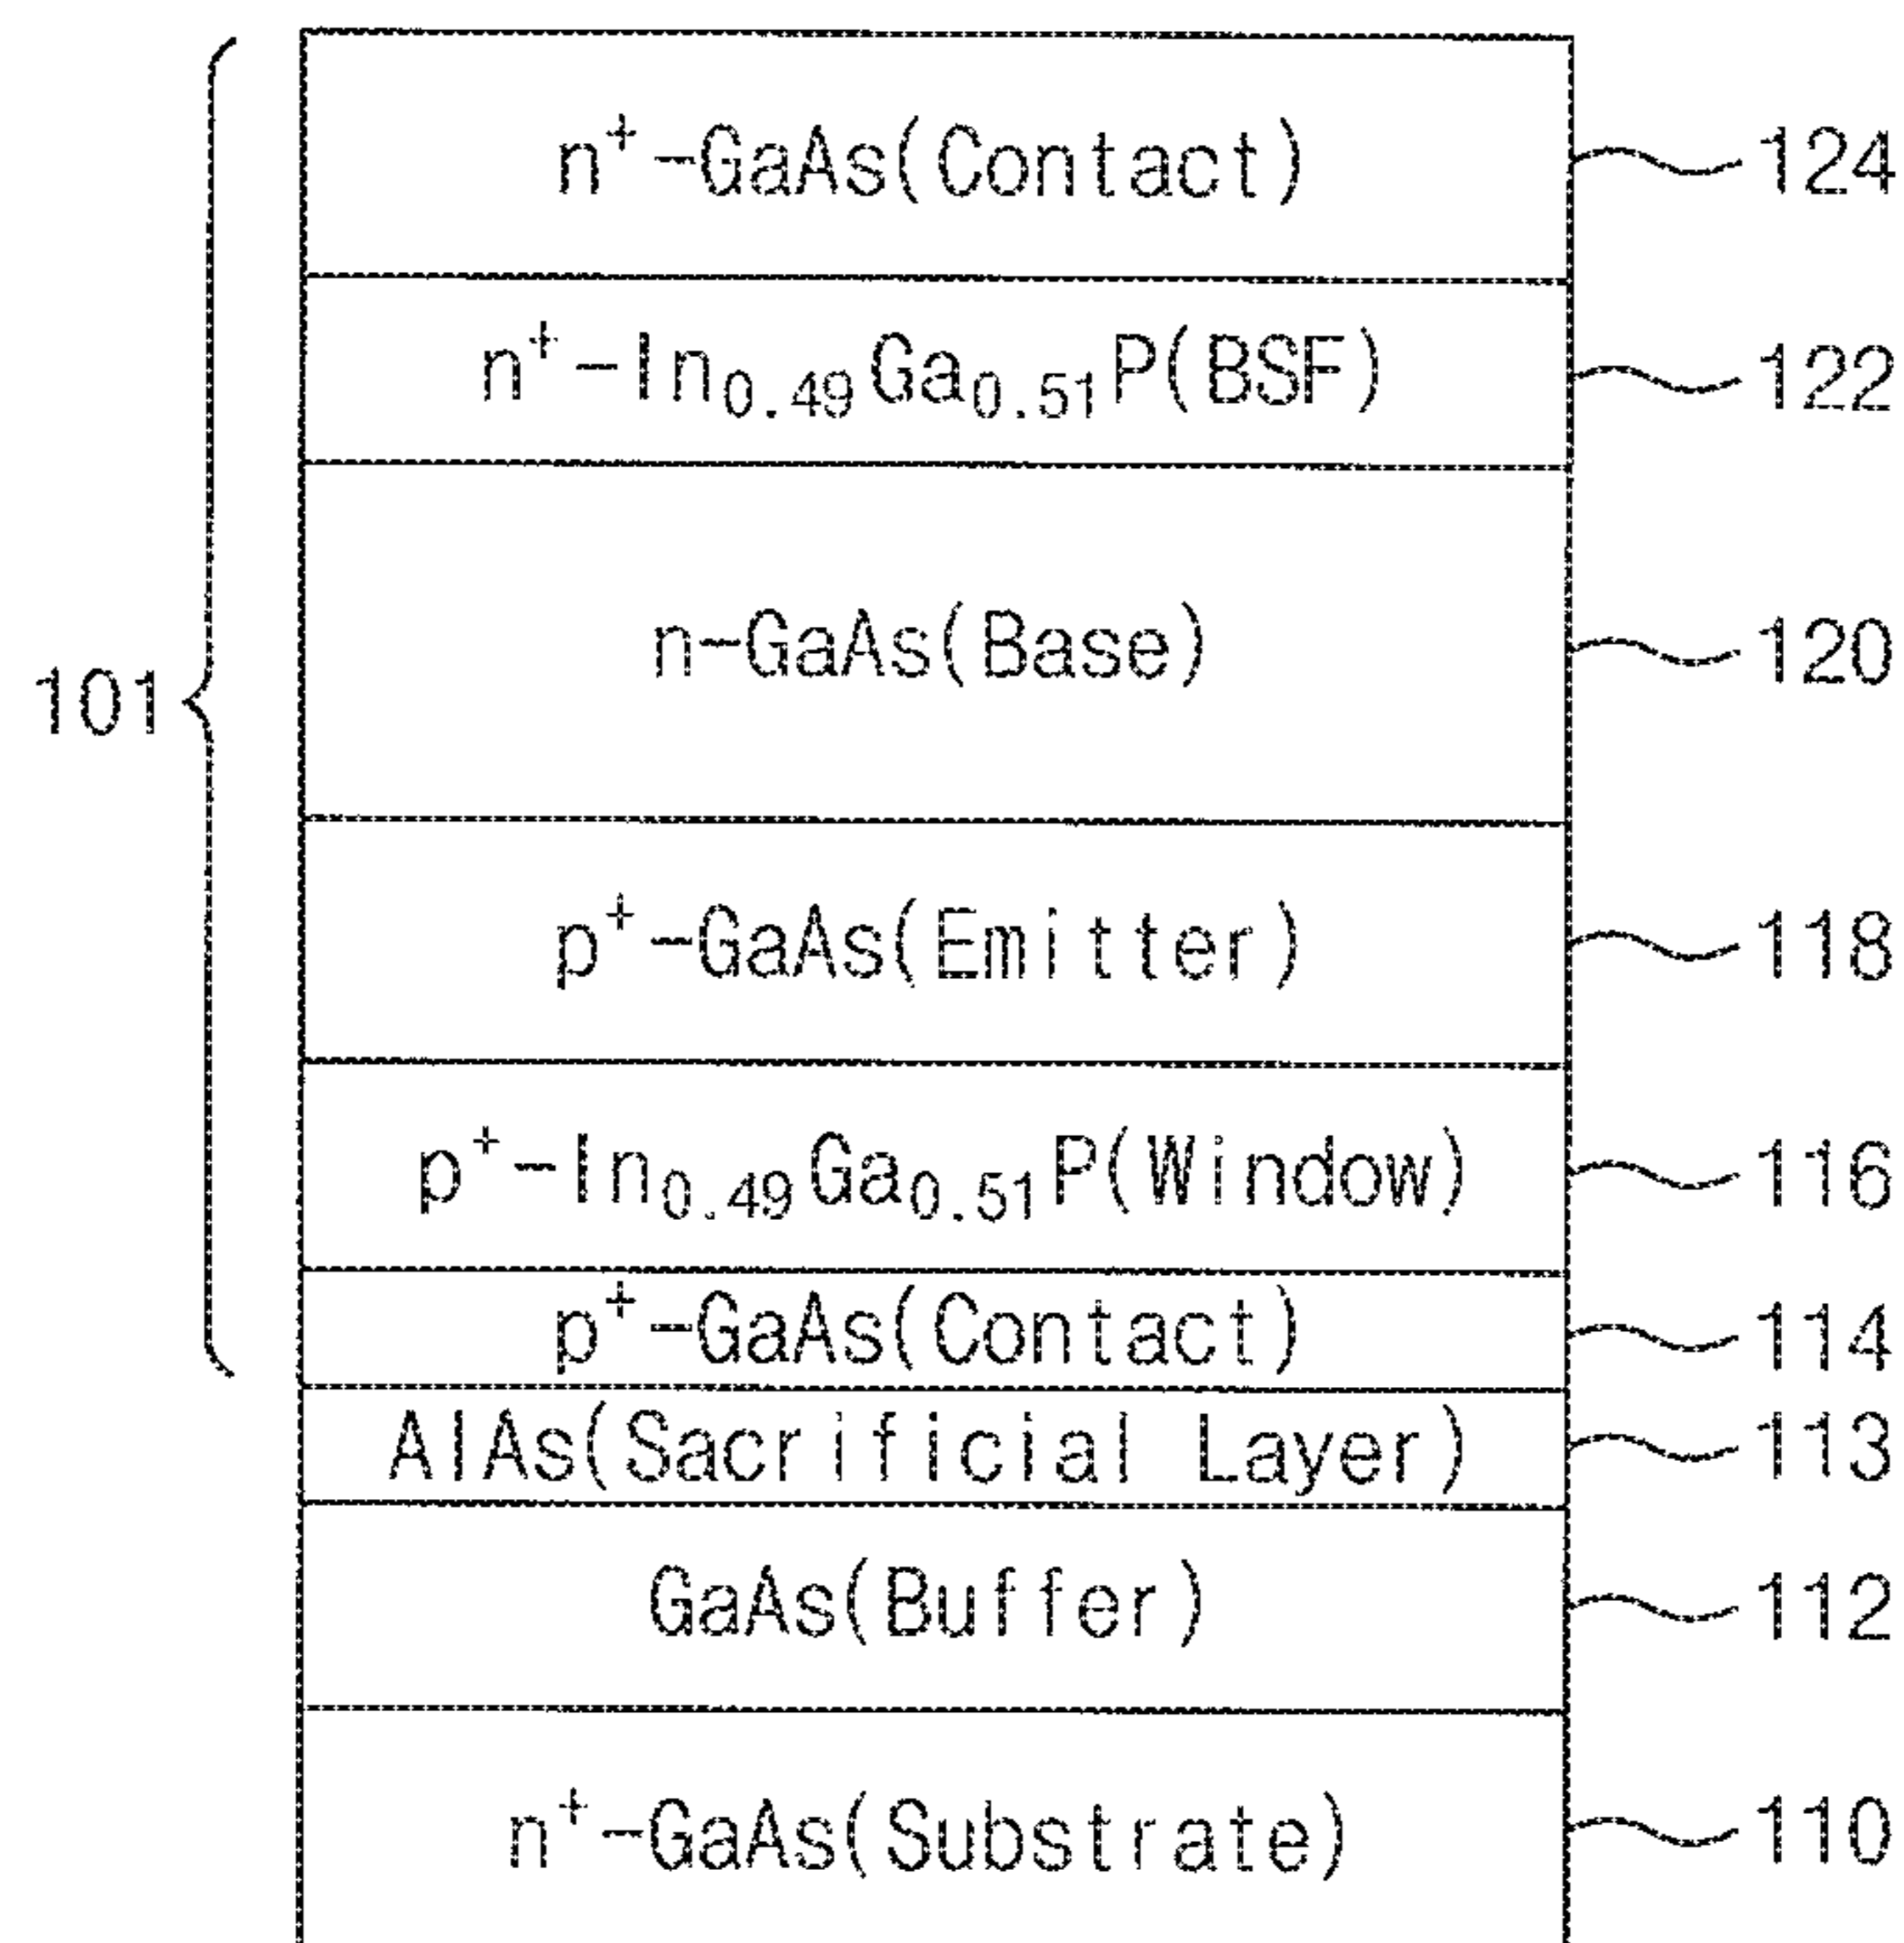 n⁺-GaAs(Contact) 124
n⁺-In₀.₄₉Ga₀.₅₁P(BSF) 122
n-GaAs(Base) 120
101
p⁺-GaAs(Emitter) 118
p⁺-In₀.₄₉Ga₀.₅₁P(Window) 116
p⁺-GaAs(Contact) 114
AlAs(Sacrificial Layer) 113
GaAs(Buffer) 112
n⁺-GaAs(Substrate) 110